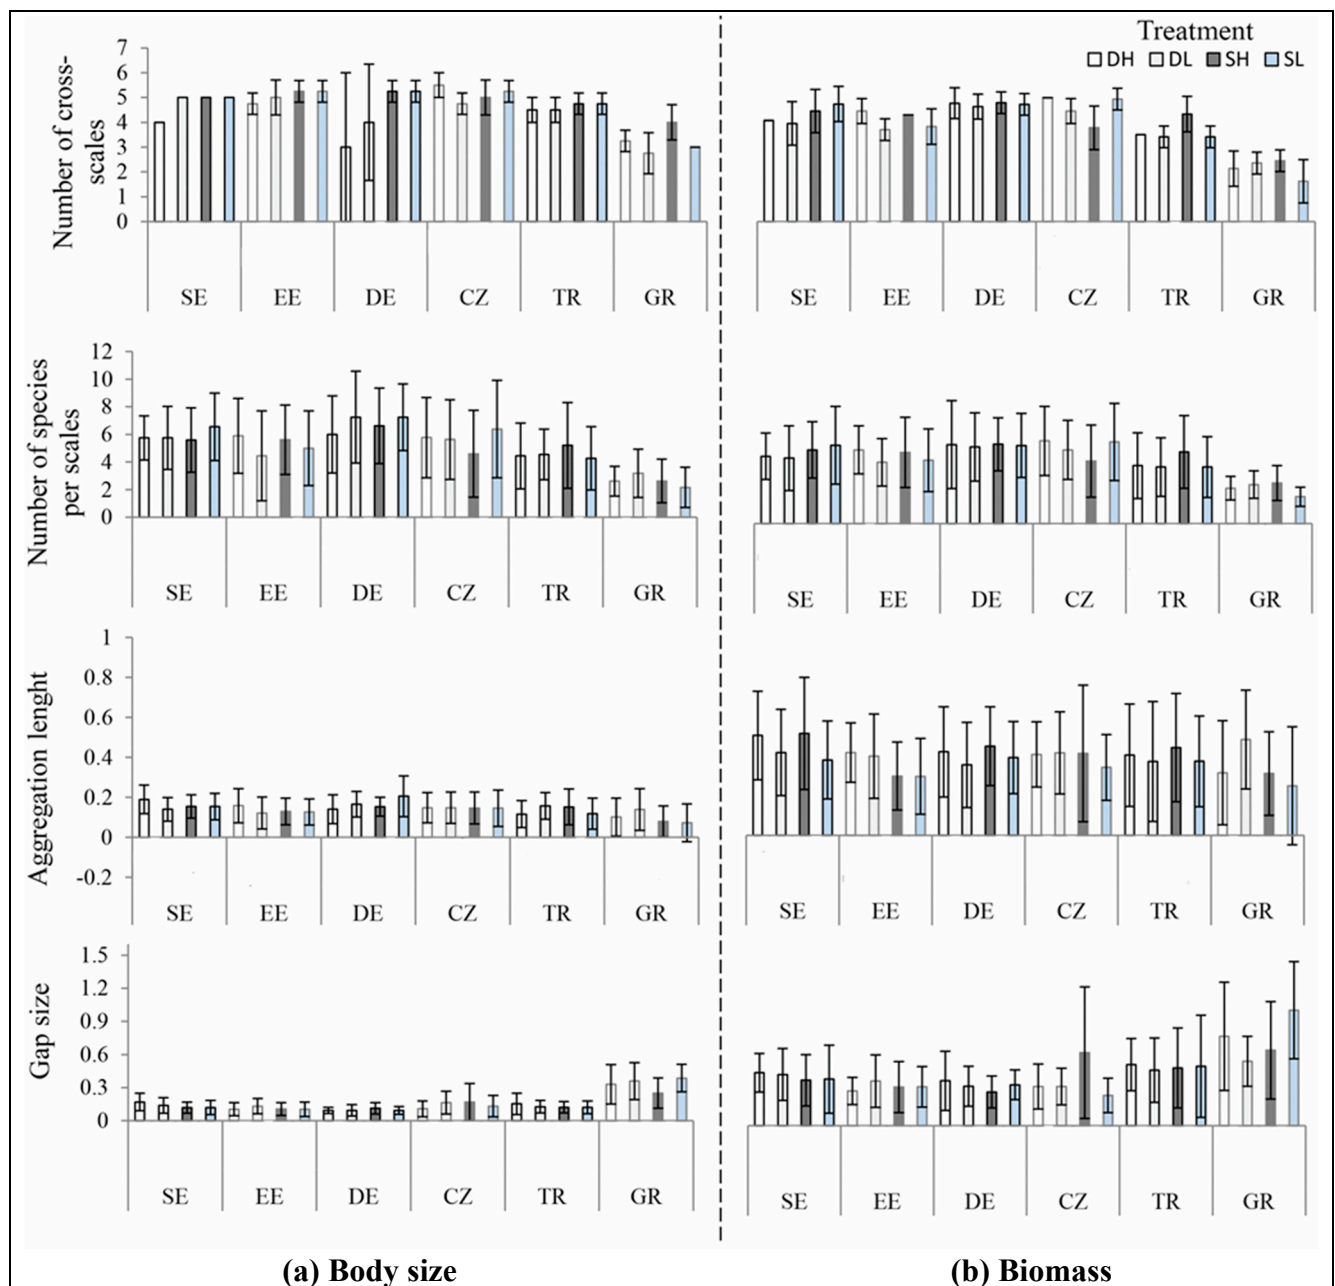 Treatment
DH DL SH SL
Number of cross-
scales
7
6
5
4
3
2
1
0
SE EE DE CZ TR GR
SE EE DE CZ TR GR
Number of species
per scales
12
10
8
6
4
2
0
SE EE DE CZ TR GR
SE EE DE CZ TR GR
Aggregation lenght
1
0.8
0.6
0.4
0.2
0
-0.2
SE EE DE CZ TR GR
SE EE DE CZ TR GR
Gap size
1.5
1.2
0.9
0.6
0.3
0
SE EE DE CZ TR GR
SE EE DE CZ TR GR
(a) Body size
(b) Biomass